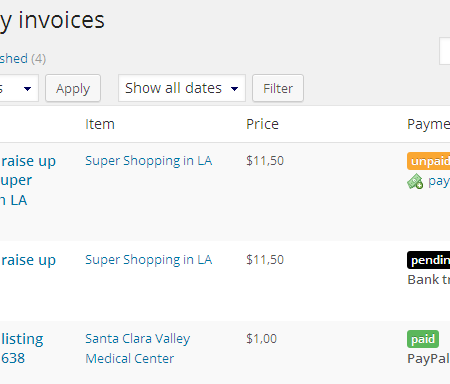 y invoices
shed (4)
s Apply Show all dates Filter
Item Price Payme
raise up Super Shopping in LA $11,50 unpaid
uper pay
n LA
raise up Super Shopping in LA $11,50 pendin
Bank tr
listing Santa Clara Valley $1,00 paid
638 Medical Center PayPal